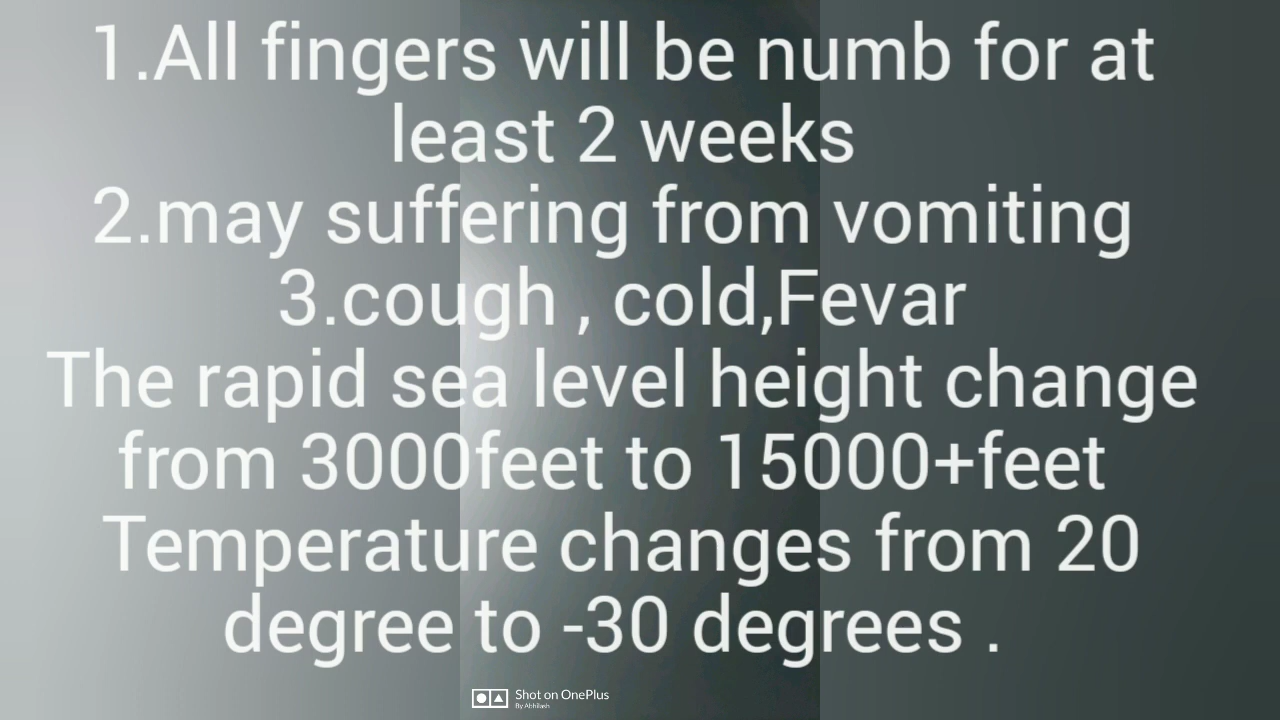 1.All fingers will be numb for at
least 2 weeks
2.may suffering from vomiting
3.cough , cold,Fevar
The rapid sea level height change
from 3000feet to 15000+feet
Temperature changes from 20
degree to -30 degrees .
Shot on OnePlus
By Abhilash